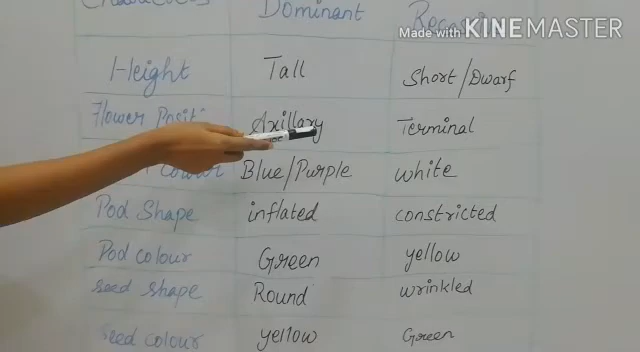 Characters Dominant
Made with KINEMASTER
Height Tall Short/Dwarf
Flower Axillary Terminal
Colour Blue/Purple white
Pod Shape inflated constricted
Pod colour Green yellow
seed shape Round wrinkled
seed colour yellow Green